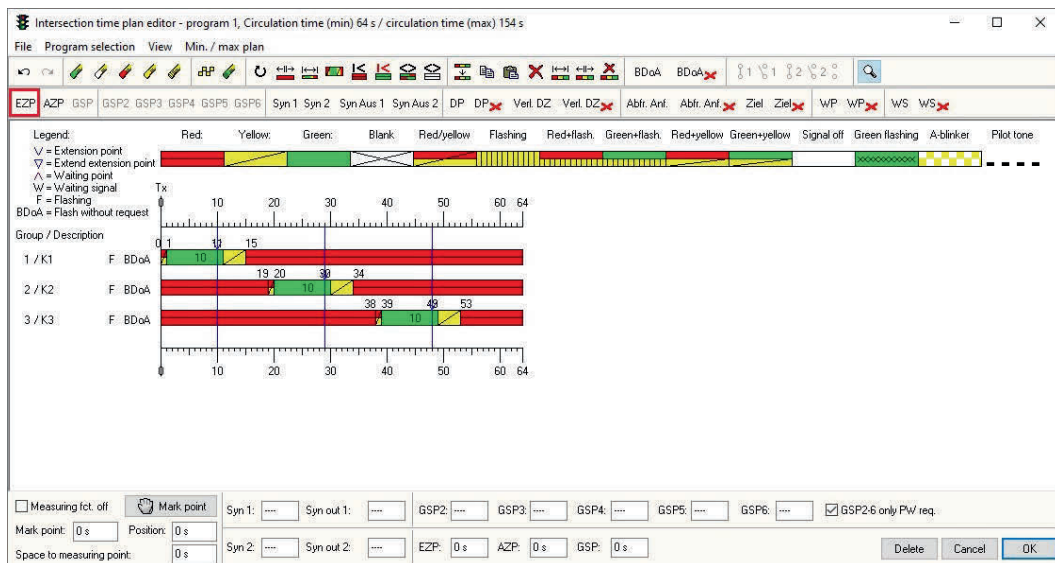 Intersection time plan editor - program 1, Circulation time (min) 64 s / circulation time (max) 154 s
File Program selection View Min. / max plan
BDoA BDoA 1 1 2 2
EZP AZP GSP GSP2 GSP3 GSP4 GSP5 GSP6 Syn 1 Syn 2 Syn Aus 1 Syn Aus 2 DP DP Verl. DZ Verl. DZ Abfr. Anf. Abfr. Anf. Ziel Ziel WP WP WS WS
Legend: Red: Yellow: Green: Blank Red/yellow Flashing Red+flash. Green+flash. Red+yellow Green+yellow Signal off Green flashing A-blinker Pilot tone
V = Extension point
▽ = Extend extension point
Λ = Waiting point
W = Waiting signal
F = Flashing
BDoA = Flash without request
Tx
0 10 20 30 40 50 60 64
Group / Description
0 1 11 15
1 / K1 F BDoA 10
19 20 30 34
2 / K2 F BDoA 10
38 39 49 53
3 / K3 F BDoA 10
0 10 20 30 40 50 60 64
Measuring fct. off Mark point Syn 1: ---- Syn out 1: ---- GSP2: ---- GSP3: ---- GSP4: ---- GSP5: ---- GSP6: ---- GSP2-6 only PW req.
Mark point: 0 s Position: 0 s
Space to measuring point: 0 s Syn 2: ---- Syn out 2: ---- EZP: 0 s AZP: 0 s GSP: 0 s Delete Cancel OK